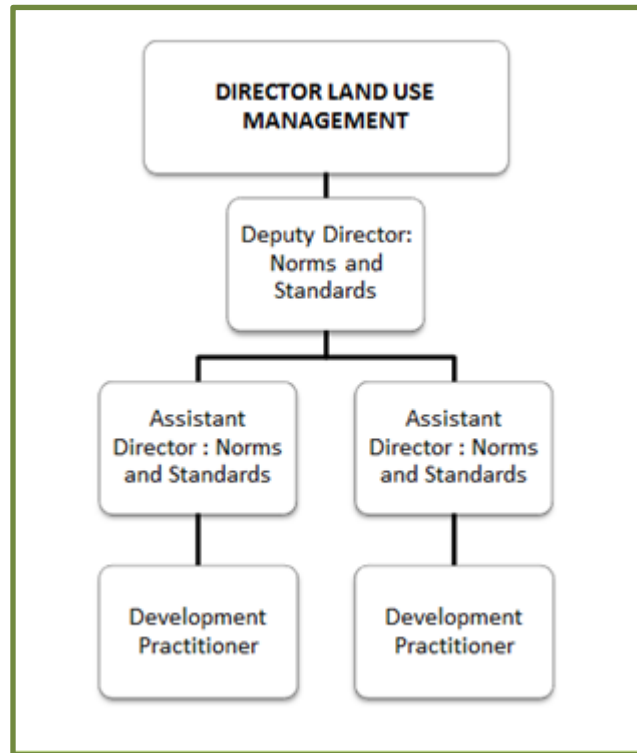 DIRECTOR LAND USE
MANAGEMENT
Deputy Director:
Norms and
Standards
Assistant
Director : Norms
and Standards
Assistant
Director : Norms
and Standards
Development
Practitioner
Development
Practitioner